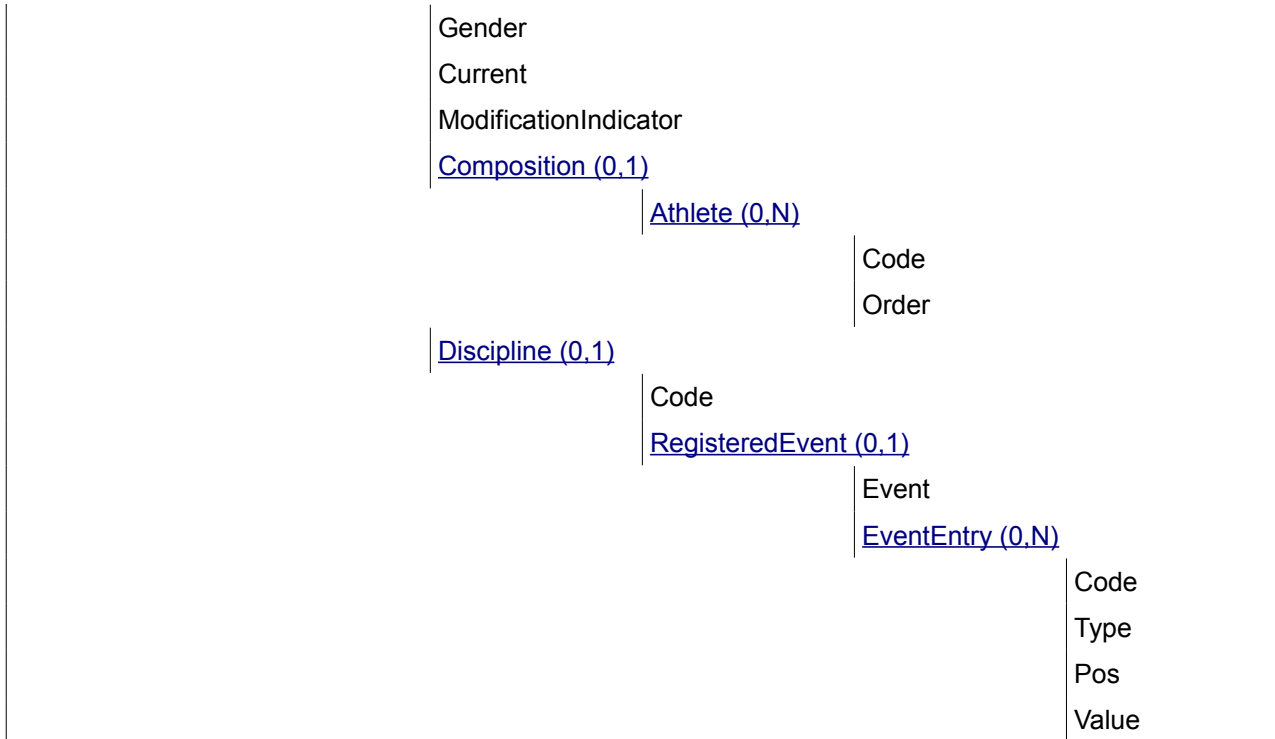 Gender
Current
ModificationIndicator
Composition (0,1)
Athlete (0,N)
Code
Order
Discipline (0,1)
Code
RegisteredEvent (0,1)
Event
EventEntry (0,N)
Code
Type
Pos
Value